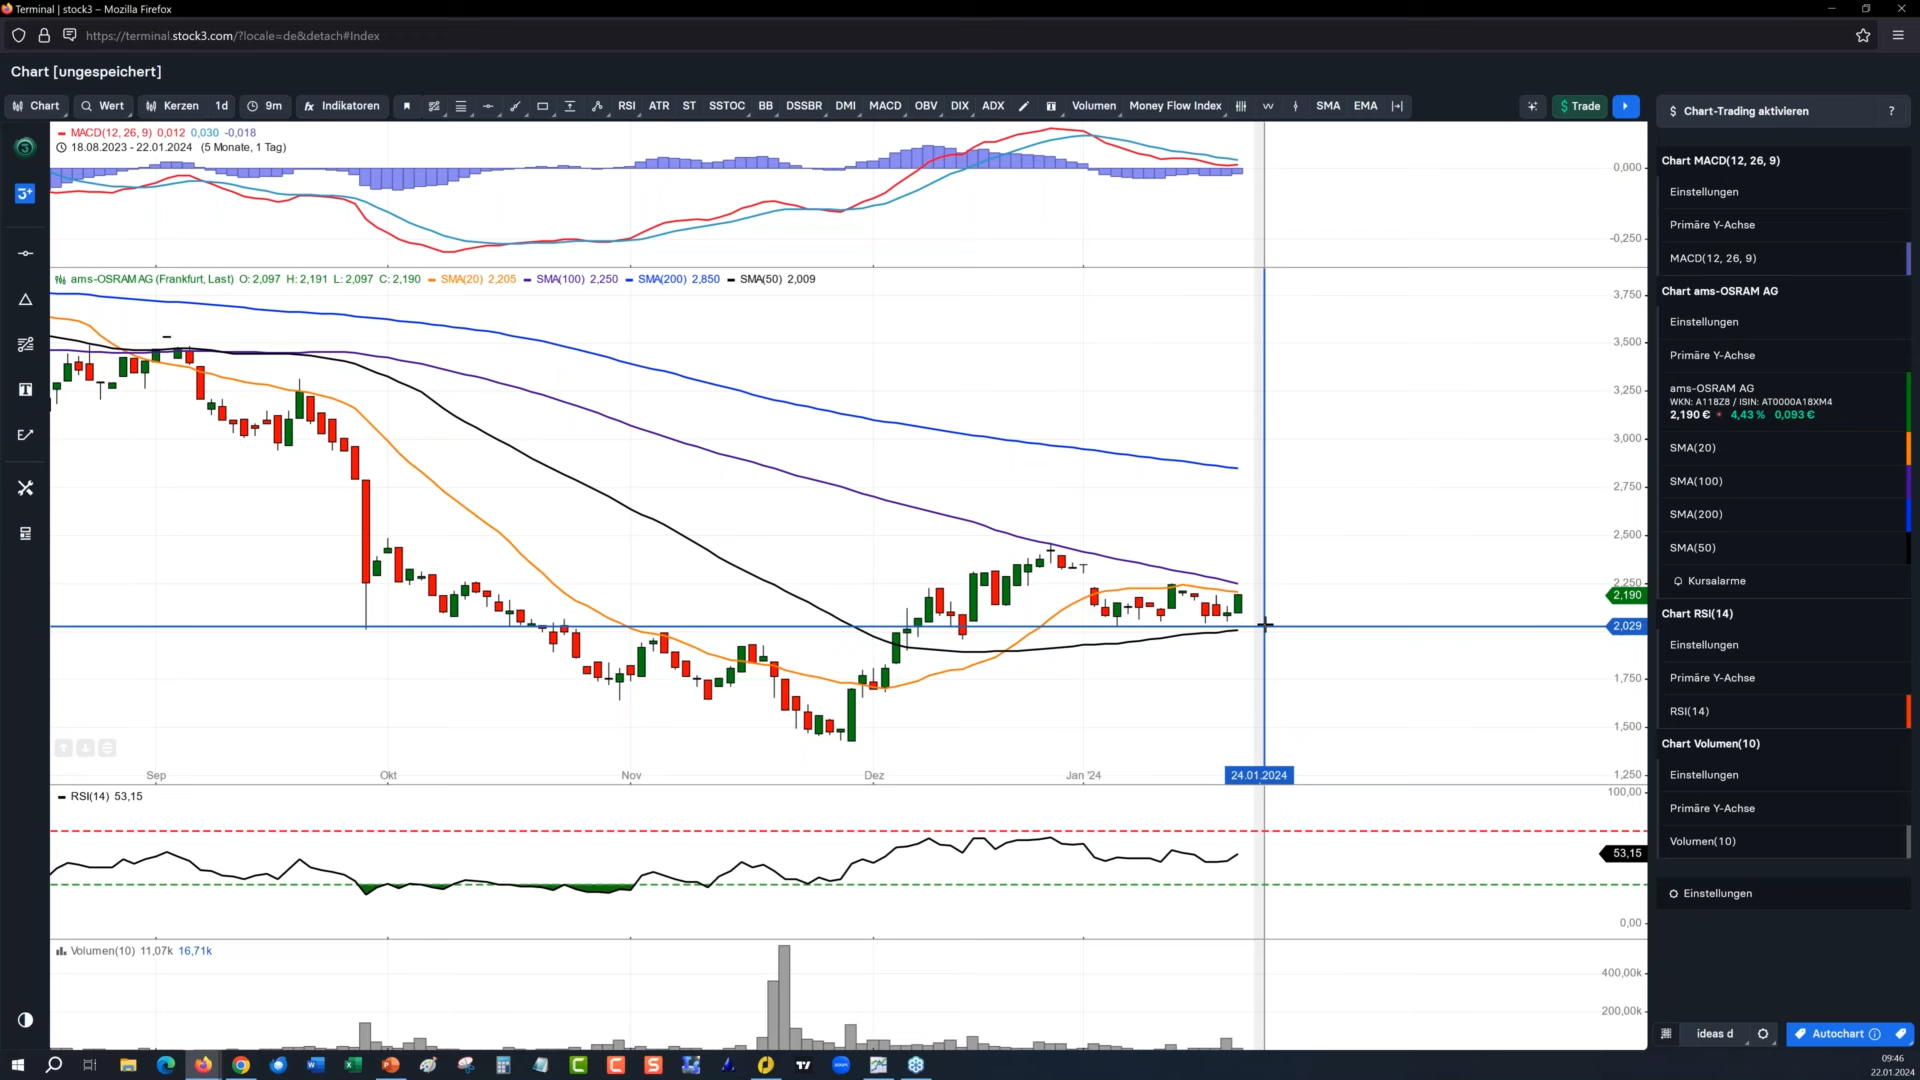 Terminal | stock3 – Mozilla Firefox
https://terminal.stock3.com/?locale=de&detach#Index
Chart [ungespeichert]
Chart Wert Kerzen 1d 9m fx Indikatoren RSI ATR ST SSTOC BB DSSBR DMI MACD OBV DIX ADX Volumen Money Flow Index SMA EMA $ Trade
$ Chart-Trading aktivieren ?
MACD(12, 26, 9) 0,012 0,030 -0,018
18.08.2023 - 22.01.2024 (5 Monate, 1 Tag)
0,000
-0,250
ams-OSRAM AG (Frankfurt, Last) O: 2,097 H: 2,191 L: 2,097 C: 2,190 SMA(20) 2,205 SMA(100) 2,250 SMA(200) 2,850 SMA(50) 2,009
3,750
3,500
3,250
3,000
2,750
2,500
2,250
2,190
2,029
1,750
1,500
1,250
Sep Okt Nov Dez Jan '24 24.01.2024
RSI(14) 53,15
100,00
53,15
0,00
Volumen(10) 11,07k 16,71k
400,00k
200,00k
Chart MACD(12, 26, 9)
Einstellungen
Primäre Y-Achse
MACD(12, 26, 9)
Chart ams-OSRAM AG
Einstellungen
Primäre Y-Achse
ams-OSRAM AG
WKN: A118Z8 / ISIN: AT0000A18XM4
2,190 € 4,43 % 0,093 €
SMA(20)
SMA(100)
SMA(200)
SMA(50)
Kursalarme
Chart RSI(14)
Einstellungen
Primäre Y-Achse
RSI(14)
Chart Volumen(10)
Einstellungen
Primäre Y-Achse
Volumen(10)
Einstellungen
ideas d Autochart
09:46
22.01.2024